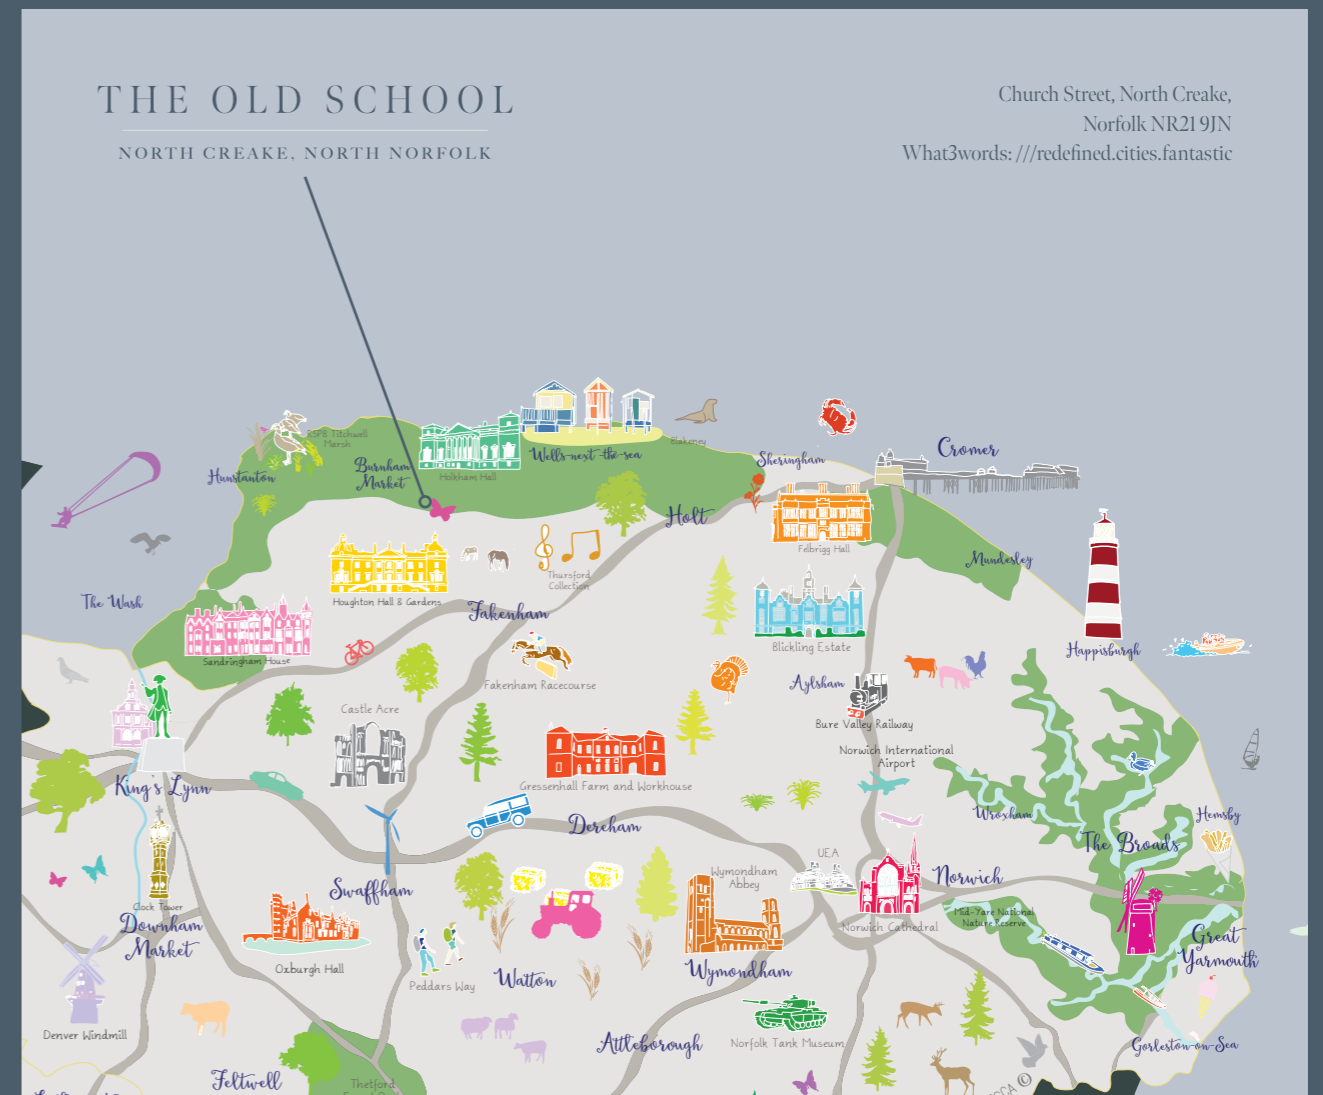 THE OLD SCHOOL
NORTH CREAKE, NORTH NORFOLK
Church Street, North Creake,
Norfolk NR21 9JN
What3words: ///redefined.cities.fantastic
RSPB Titchwell
Marsh
Hunstanton
Burnham
Market
Holkham Hall
Wells-next-the-sea
Blakeney
Sheringham
Cromer
Holt
Felbrigg Hall
Mundesley
The Wash
Houghton Hall & Gardens
Thursford
Collection
Fakenham
Sandringham House
Fakenham Racecourse
Blickling Estate
Happisburgh
Aylsham
Castle Acre
Bure Valley Railway
Norwich International
Airport
King's Lynn
Gressenhall Farm and Workhouse
Dereham
Wroxham
Hemsby
The Broads
UEA
Swaffham
Wymondham
Abbey
Norwich
Clock Tower
Downham
Market
Norwich Cathedral
Mid-Yare National
Nature Reserve
Great
Yarmouth
Oxburgh Hall
Peddars Way
Watton
Wymondham
Denver Windmill
Norfolk Tank Museum
Attleborough
Gorleston-on-Sea
Feltwell
Thetford